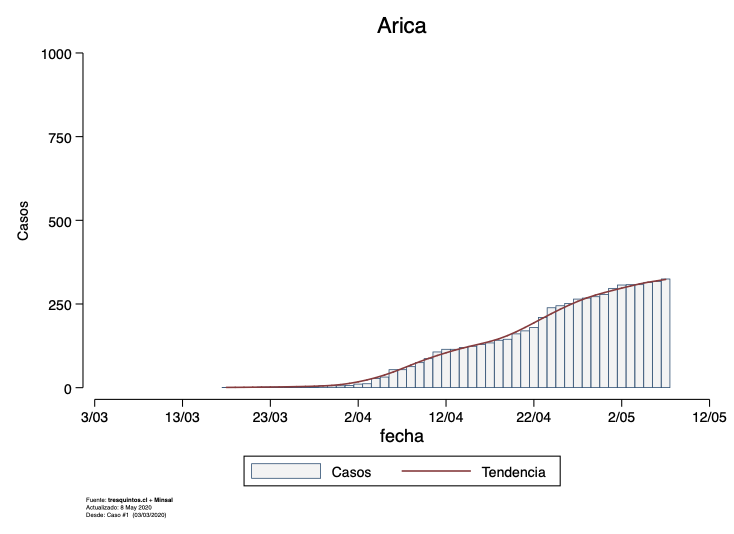 Arica
1000
750
500
250
0
Casos
3/03 13/03 23/03 2/04 12/04 22/04 2/05 12/05
fecha
Casos Tendencia
Fuente: tresquintos.cl + Minsal
Actualizado: 8 May 2020
Desde: Caso #1 (03/03/2020)